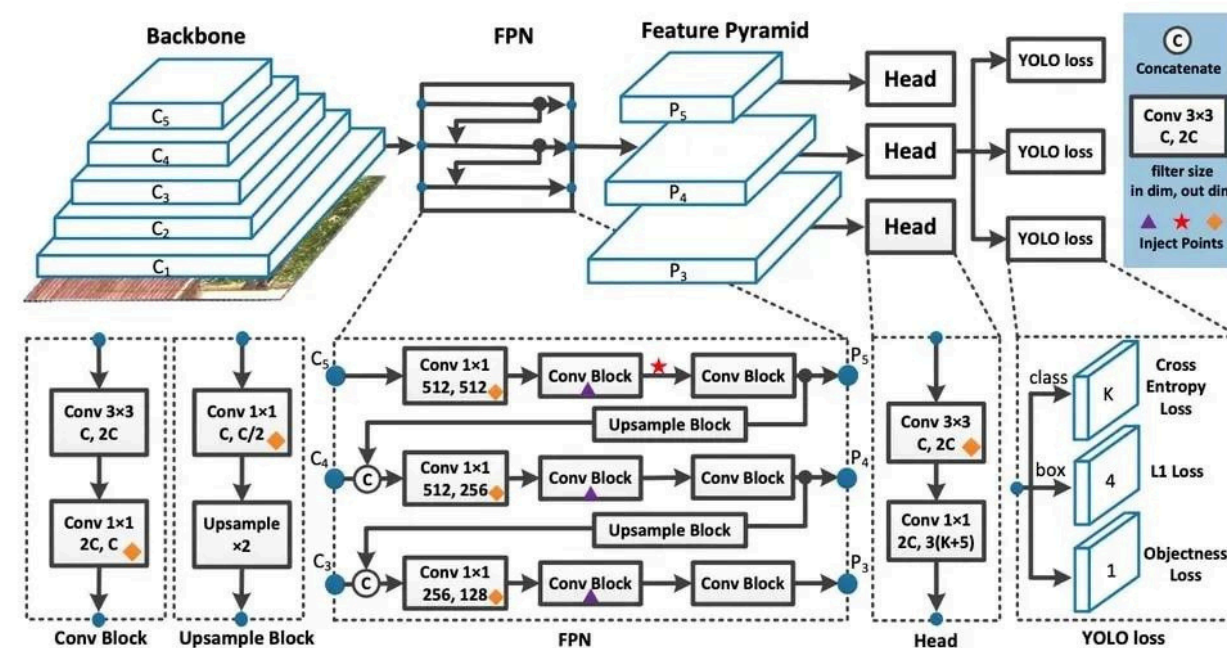 Backbone
FPN
Feature Pyramid
C5
C4
C3
C2
C1
P5
P4
P3
Head
Head
Head
YOLO loss
YOLO loss
YOLO loss
C
Concatenate
Conv 3×3
C, 2C
filter size
in dim, out dim
Inject Points
Conv 3×3
C, 2C
Conv 1×1
2C, C
Conv Block
Conv 1×1
C, C/2
Upsample
×2
Upsample Block
C5
Conv 1×1
512, 512
Conv Block
Conv Block
P5
Upsample Block
C4
C
Conv 1×1
512, 256
Conv Block
Conv Block
P4
Upsample Block
C3
C
Conv 1×1
256, 128
Conv Block
Conv Block
P3
FPN
Conv 3×3
C, 2C
Conv 1×1
2C, 3(K+5)
Head
class
K
Cross
Entropy
Loss
box
4
L1 Loss
1
Objectness
Loss
YOLO loss